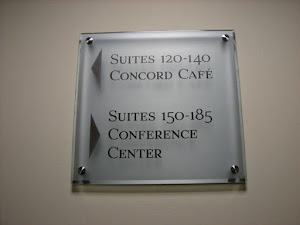 Suites 120-140
Concord Café
Suites 150-185
Conference
Center